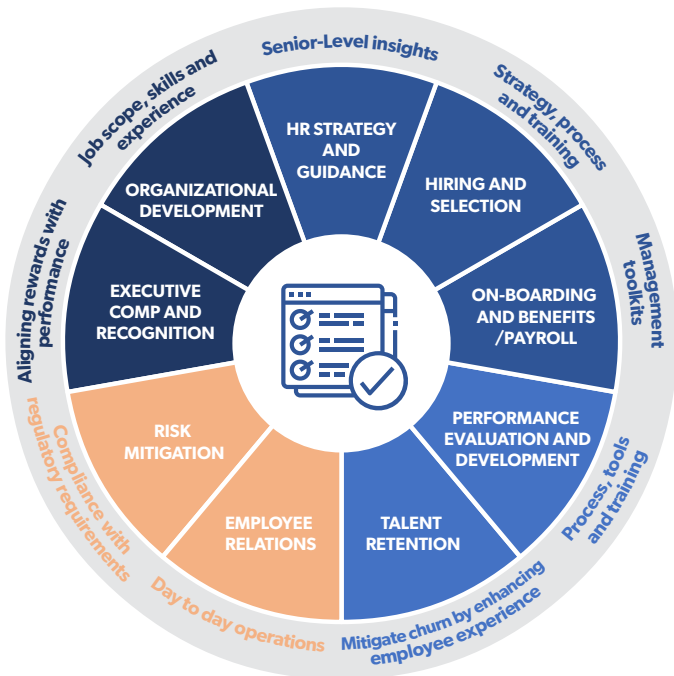 Senior-Level insights
HR STRATEGY
AND
GUIDANCE
Strategy, process
and training
HIRING AND
SELECTION
Management
toolkits
ON-BOARDING
AND BENEFITS
/PAYROLL
Process, tools
and training
PERFORMANCE
EVALUATION AND
DEVELOPMENT
Mitigate churn by enhancing
employee experience
TALENT
RETENTION
Day to day operations
EMPLOYEE
RELATIONS
Compliance with
regulatory requirements
RISK
MITIGATION
Aligning rewards with
performance
EXECUTIVE
COMP AND
RECOGNITION
Job scope, skills and
experience
ORGANIZATIONAL
DEVELOPMENT